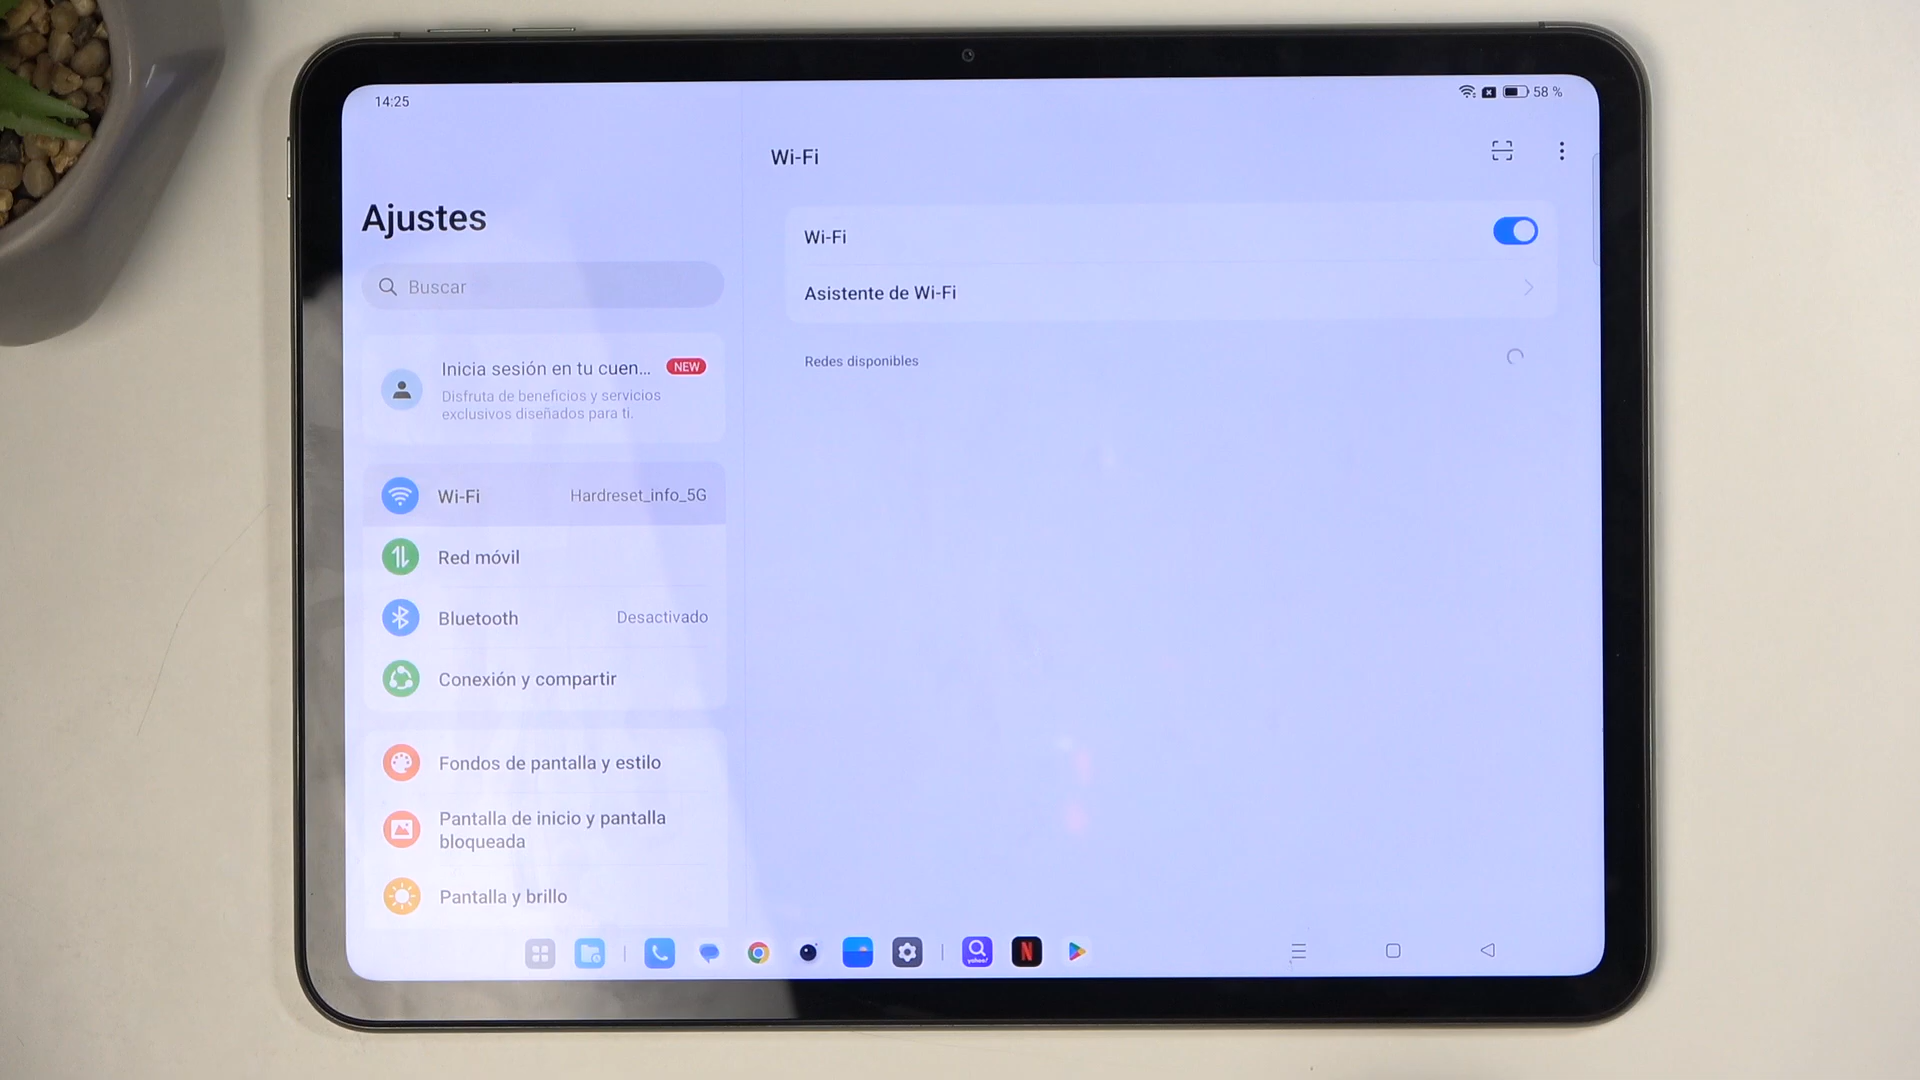 14:25
58 %
Ajustes
Buscar
Inicia sesión en tu cuen... NEW
Disfruta de beneficios y servicios
exclusivos diseñados para ti.
Wi-Fi Hardreset_info_5G
Red móvil
Bluetooth Desactivado
Conexión y compartir
Fondos de pantalla y estilo
Pantalla de inicio y pantalla
bloqueada
Pantalla y brillo
Wi-Fi
Wi-Fi
Asistente de Wi-Fi
Redes disponibles
yahoo!
N